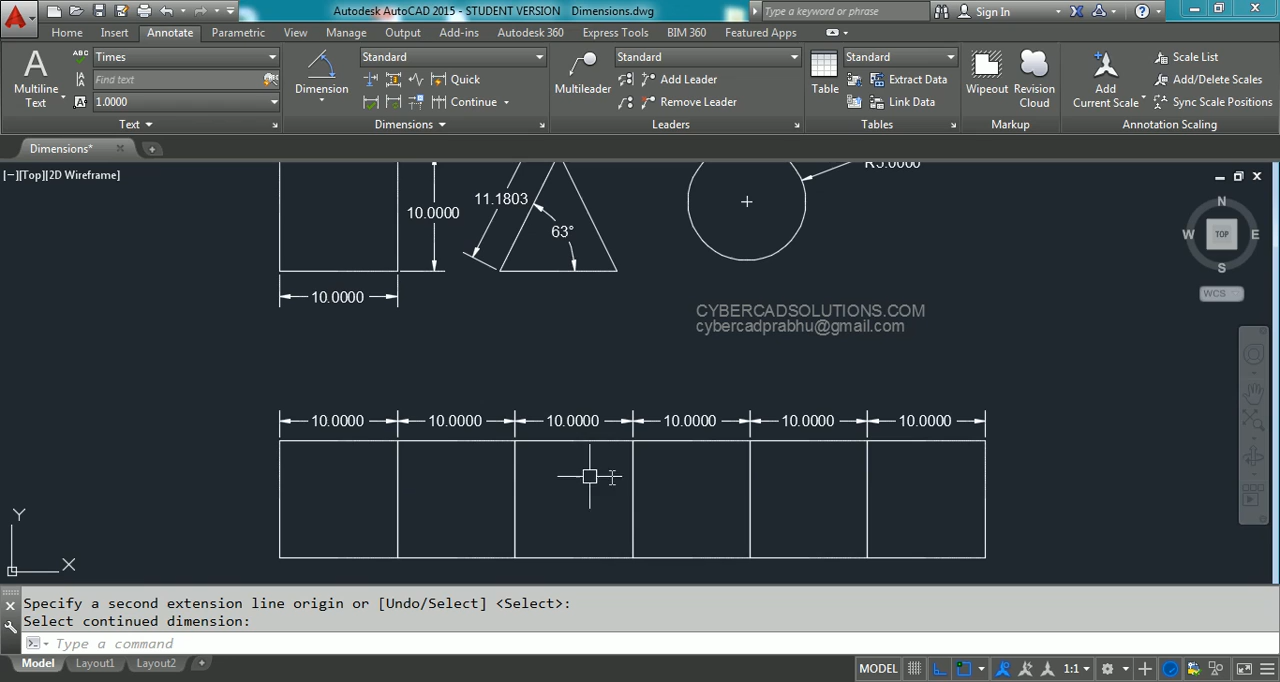 Autodesk AutoCAD 2015 - STUDENT VERSION Dimensions.dwg
Type a keyword or phrase
Sign In
Home Insert Annotate Parametric View Manage Output Add-ins Autodesk 360 Express Tools BIM 360 Featured Apps
Multiline
Text
ABC
Times
Find text
1.0000
Text
Dimension
Standard
Quick
Continue
Dimensions
Multileader
Standard
Add Leader
Remove Leader
Leaders
Table
Standard
Extract Data
Link Data
Tables
Wipeout
Revision
Cloud
Markup
Add
Current Scale
Scale List
Add/Delete Scales
Sync Scale Positions
Annotation Scaling
Dimensions*
[−][Top][2D Wireframe]
N
W TOP E
S
WCS
R5.0000
11.1803
10.0000
63°
10.0000
CYBERCADSOLUTIONS.COM
cybercadprabhu@gmail.com
10.0000 10.0000 10.0000 10.0000 10.0000 10.0000
Y
X
Specify a second extension line origin or [Undo/Select] <Select>:
Select continued dimension:
Type a command
Model Layout1 Layout2
MODEL
1:1